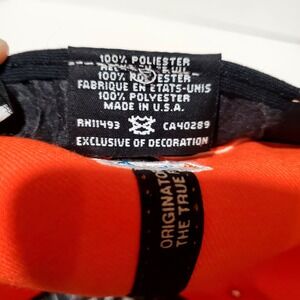 100% POLIESTER
100% POLYESTER
FABRIQUE EN ETATS-UNIS
100% POLYESTER
MADE IN U.S.A.
RN11493 CA40289
EXCLUSIVE OF DECORATION
ORIGINATO
THE TRUE